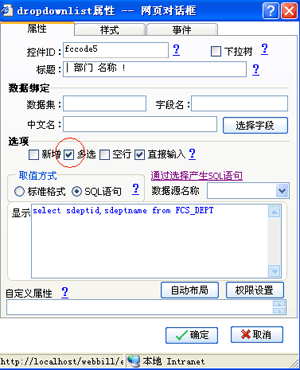 dropdownlist属性 -- 网页对话框
属性 样式 事件
控件ID： fccode5 ? 下拉树 ?
标题： | 部门 名称 ! ?
数据绑定
数据集： 字段名：
中文名： 选择字段
选项
新增 多选 空行 直接输入 ?
取值方式 通过选择产生SQL语句
标准格式 SQL语句 ? 数据源名称
显示 select sdeptid,sdeptname from FCS_DEPT
自定义属性 ? 自动布局 权限设置
确定 取消
http://localhost/webbill/e 本地 Intranet